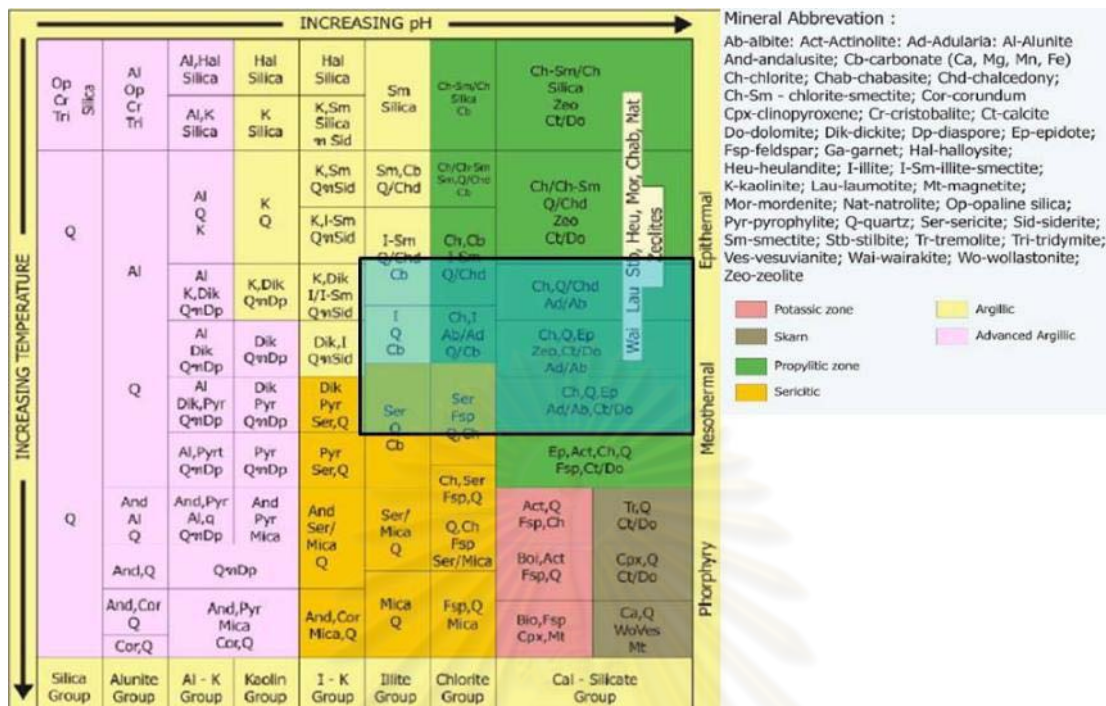 INCREASING pH
INCREASING TEMPERATURE
Op
Cr
Tri
Silica
Al
Op
Cr
Tri
Al,Hal
Silica
Hal
Silica
Hal
Silica
Sm
Silica
Ch-Sm/Ch
Silica
Cb
Ch-Sm/Ch
Silica
Zeo
Ct/Do
Al,K
Silica
K
Silica
K,Sm
Silica
Sid
Q
Al
Al
Q
K
K
Q
K,Sm
Sid
Sm,Cb
Q/Chd
Ch/Ch-Sm
Sm,Q/Chd
Cb
Ch/Ch-Sm
Q/Chd
Zeo
Ct/Do
K,I-Sm
I-Sm
Q/Chd
Cb
Ch,Cb
I-Sm
Q/Chd
Al
K,Dik
K,Dik
K,Dik
I/I-Sm
Ch,Q/Chd
Ad/Ab
Q
Al
Dik
Dik
Dik,I
I
Q
Cb
Ch,I
Ab/Ad
Q/Cb
Ch,Q,Ep
Zeo,Ct/Do
Ad/Ab
Al
Dik,Pyr
Dik
Pyr
Dik
Pyr
Ser,Q
Ser
Q
Cb
Ser
Fsp
Q,Ch
Ch,Q,Ep
Ad/Ab,Ct/Do
Q
Al,Pyrt
Pyr
Pyr
Ser,Q
Ch,Ser
Fsp,Q
Ep,Act,Ch,Q
Fsp,Ct/Do
And
Al
Q
And,Pyr
Al,q
And
Pyr
Mica
And
Ser/
Mica
Q
Ser/
Mica
Q
Q,Ch
Fsp
Ser/Mica
Act,Q
Fsp,Ch
Tr,Q
Ct/Do
And,Q
Boi,Act
Fsp,Q
Cpx,Q
Ct/Do
And,Cor
Q
And,Pyr
Mica
Cor,Q
And,Cor
Mica,Q
Mica
Q
Fsp,Q
Mica
Bio,Fsp
Cpx,Mt
Ca,Q
WoVes
Mt
Cor,Q
Silica
Group
Alunite
Group
Al - K
Group
Kaolin
Group
I - K
Group
Illite
Group
Chlorite
Group
Cal - Silicate
Group
Wai Lau Stb, Heu, Mor, Chab, Nat
Zeolites
Epithermal
Mesothermal
Phorphyry
Mineral Abbrevation :
Ab-albite: Act-Actinolite: Ad-Adularia: Al-Alunite
And-andalusite; Cb-carbonate (Ca, Mg, Mn, Fe)
Ch-chlorite; Chab-chabasite; Chd-chalcedony;
Ch-Sm - chlorite-smectite; Cor-corundum
Cpx-clinopyroxene; Cr-cristobalite; Ct-calcite
Do-dolomite; Dik-dickite; Dp-diaspore; Ep-epidote;
Fsp-feldspar; Ga-garnet; Hal-halloysite;
Heu-heulandite; I-illite; I-Sm-illite-smectite;
K-kaolinite; Lau-laumotite; Mt-magnetite;
Mor-mordenite; Nat-natrolite; Op-opaline silica;
Pyr-pyrophylite; Q-quartz; Ser-sericite; Sid-siderite;
Sm-smectite; Stb-stilbite; Tr-tremolite; Tri-tridymite;
Ves-vesuvianite; Wai-wairakite; Wo-wollastonite;
Zeo-zeolite
Potassic zone
Argillic
Skarn
Advanced Argillic
Propylitic zone
Sericitic